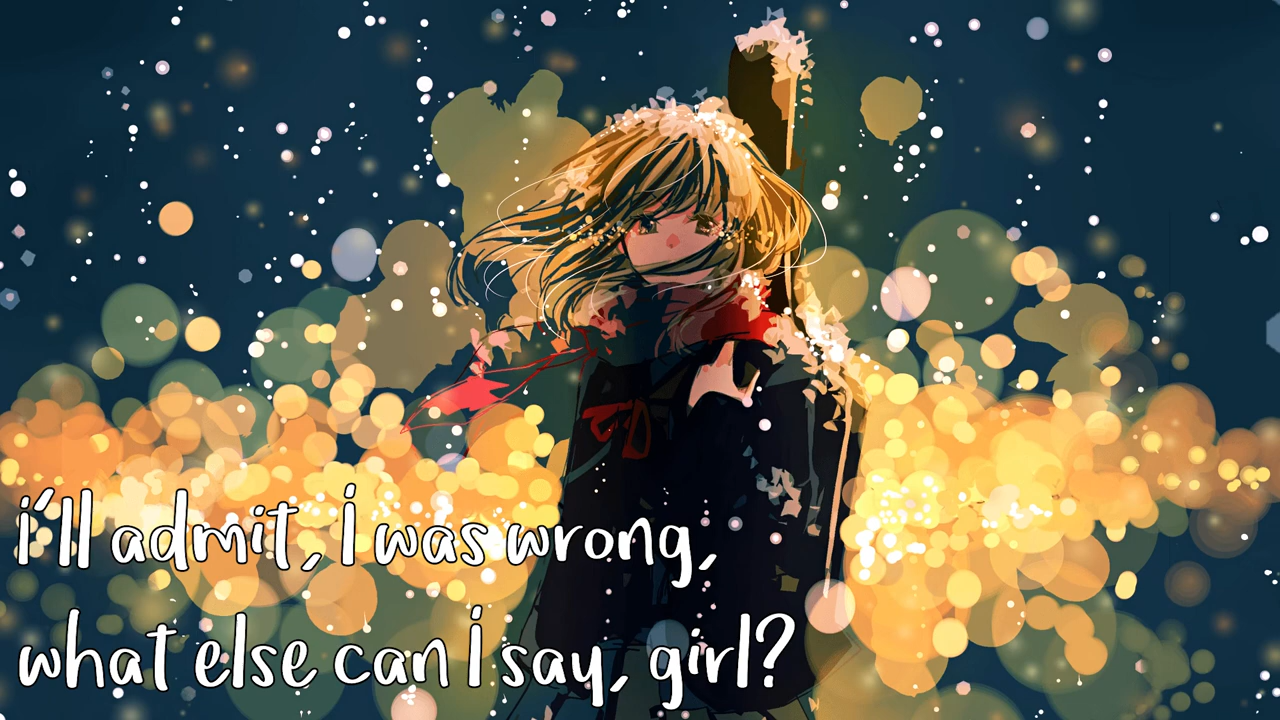 i'll admit, i was wrong,
what else can i say, girl?